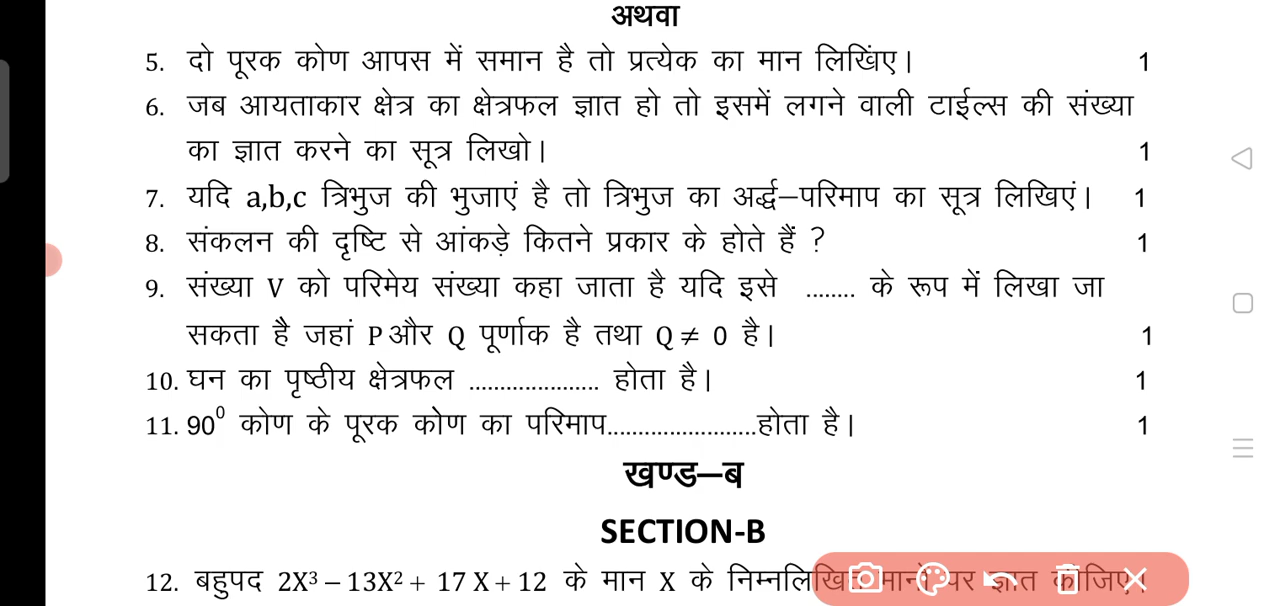 अथवा
5. दो पूरक कोण आपस में समान है तो प्रत्येक का मान लिखिंए। 1
6. जब आयताकार क्षेत्र का क्षेत्रफल ज्ञात हो तो इसमें लगने वाली टाईल्स की संख्या
का ज्ञात करने का सूत्र लिखो। 1
7. यदि a,b,c त्रिभुज की भुजाएं है तो त्रिभुज का अर्द्ध–परिमाप का सूत्र लिखिएं। 1
8. संकलन की दृष्टि से आंकड़े कितने प्रकार के होते हैं ? 1
9. संख्या V को परिमेय संख्या कहा जाता है यदि इसे ........ के रूप में लिखा जा
सकता है जहां P और Q पूर्णाक है तथा Q ≠ 0 है। 1
10. घन का पृष्ठीय क्षेत्रफल ..................... होता है। 1
11. 90⁰ कोण के पूरक कोण का परिमाप........................होता है। 1
खण्ड–ब
SECTION-B
12. बहुपद 2X³ – 13X² + 17 X + 12 के मान X के निम्नलिखित मानों पर ज्ञात कीजिए।